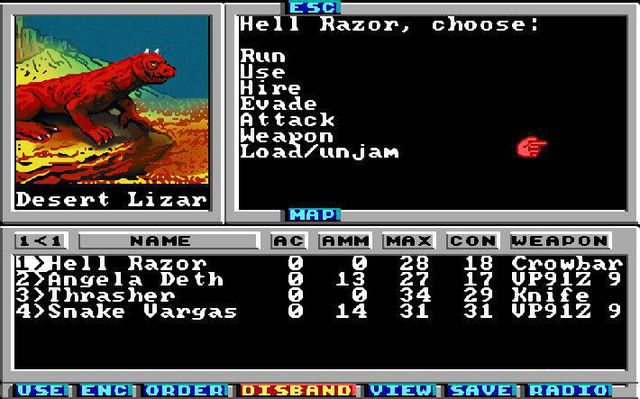 ESC
Hell Razor, choose:
Run
Use
Hire
Evade
Attack
Weapon
Load/unjam
Desert Lizar
MAP
1<1 NAME AC AMM MAX CON WEAPON
1>Hell Razor 0 0 28 18 Crowbar
2>Angela Deth 0 13 27 17 VP91Z 9
3>Thrasher 0 0 34 29 Knife
4>Snake Vargas 0 14 31 31 VP91Z 9
USE ENC ORDER DISBAND VIEW SAVE RADIO